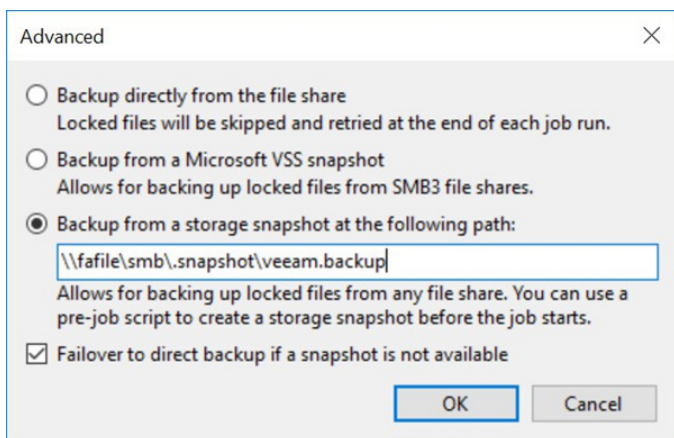 Advanced
Backup directly from the file share
Locked files will be skipped and retried at the end of each job run.
Backup from a Microsoft VSS snapshot
Allows for backing up locked files from SMB3 file shares.
Backup from a storage snapshot at the following path:
\\fafile\smb\.snapshot\veeam.backup
Allows for backing up locked files from any file share. You can use a
pre-job script to create a storage snapshot before the job starts.
Failover to direct backup if a snapshot is not available
OK Cancel